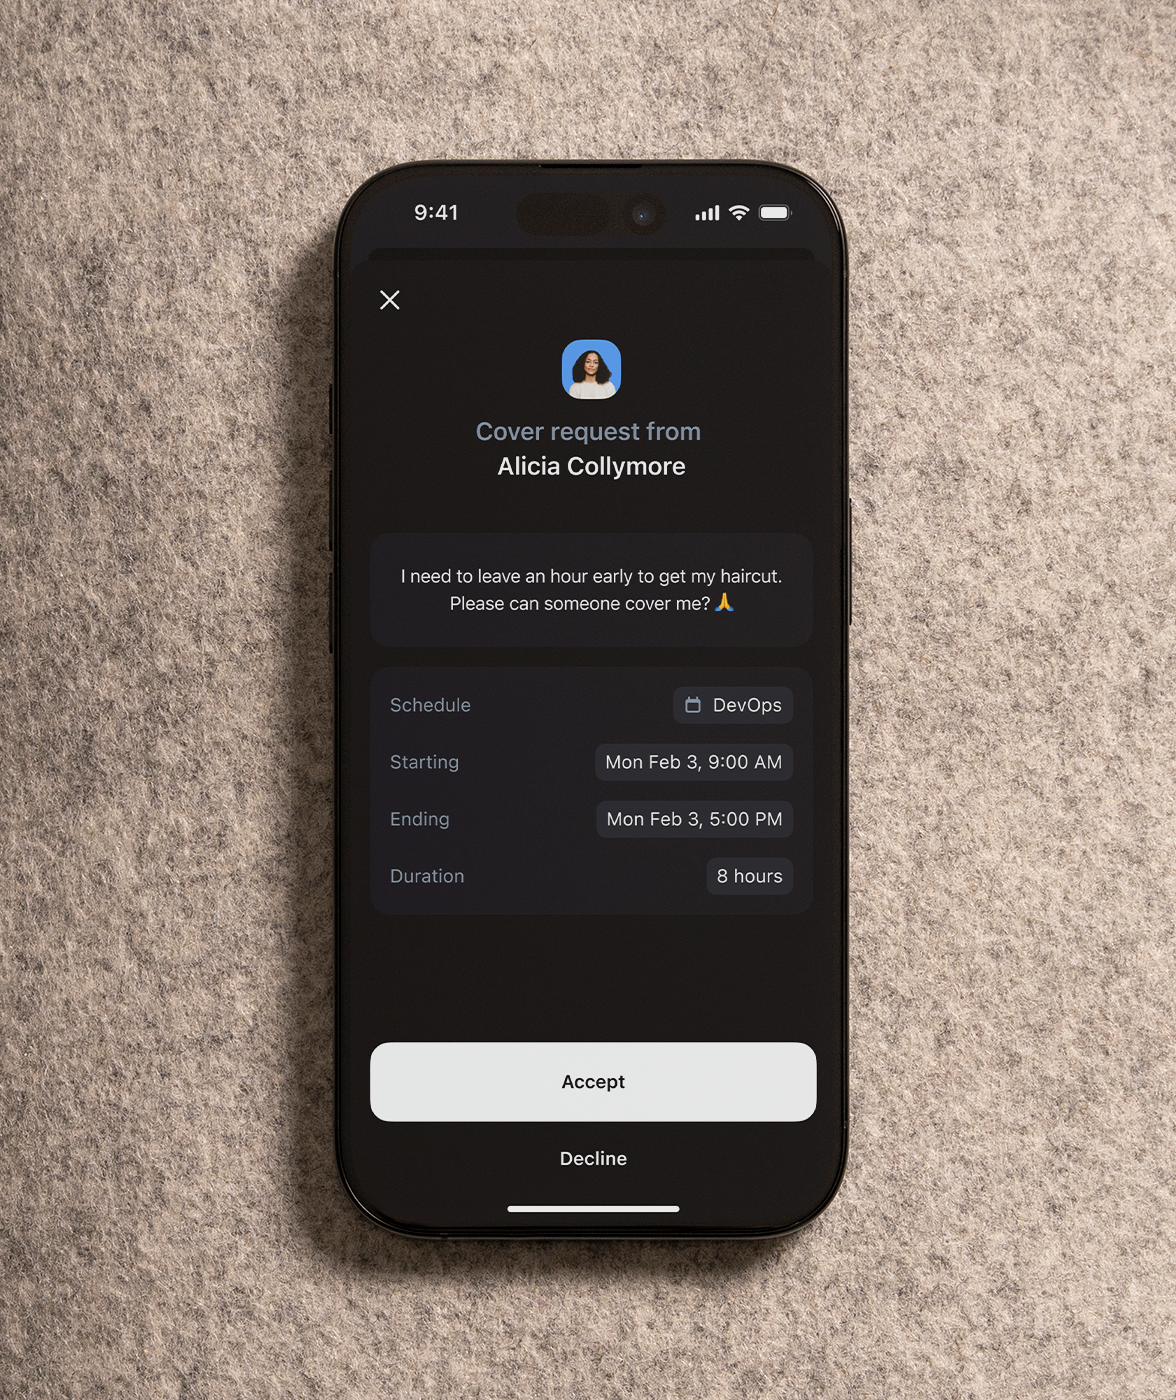 9:41
Cover request from
Alicia Collymore
I need to leave an hour early to get my haircut.
Please can someone cover me? 🙏
Schedule DevOps
Starting Mon Feb 3, 9:00 AM
Ending Mon Feb 3, 5:00 PM
Duration 8 hours
Accept
Decline